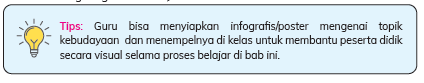 Tips: Guru bisa menyiapkan infografis/poster mengenai topik
kebudayaan dan menempelnya di kelas untuk membantu peserta didik
secara visual selama proses belajar di bab ini.